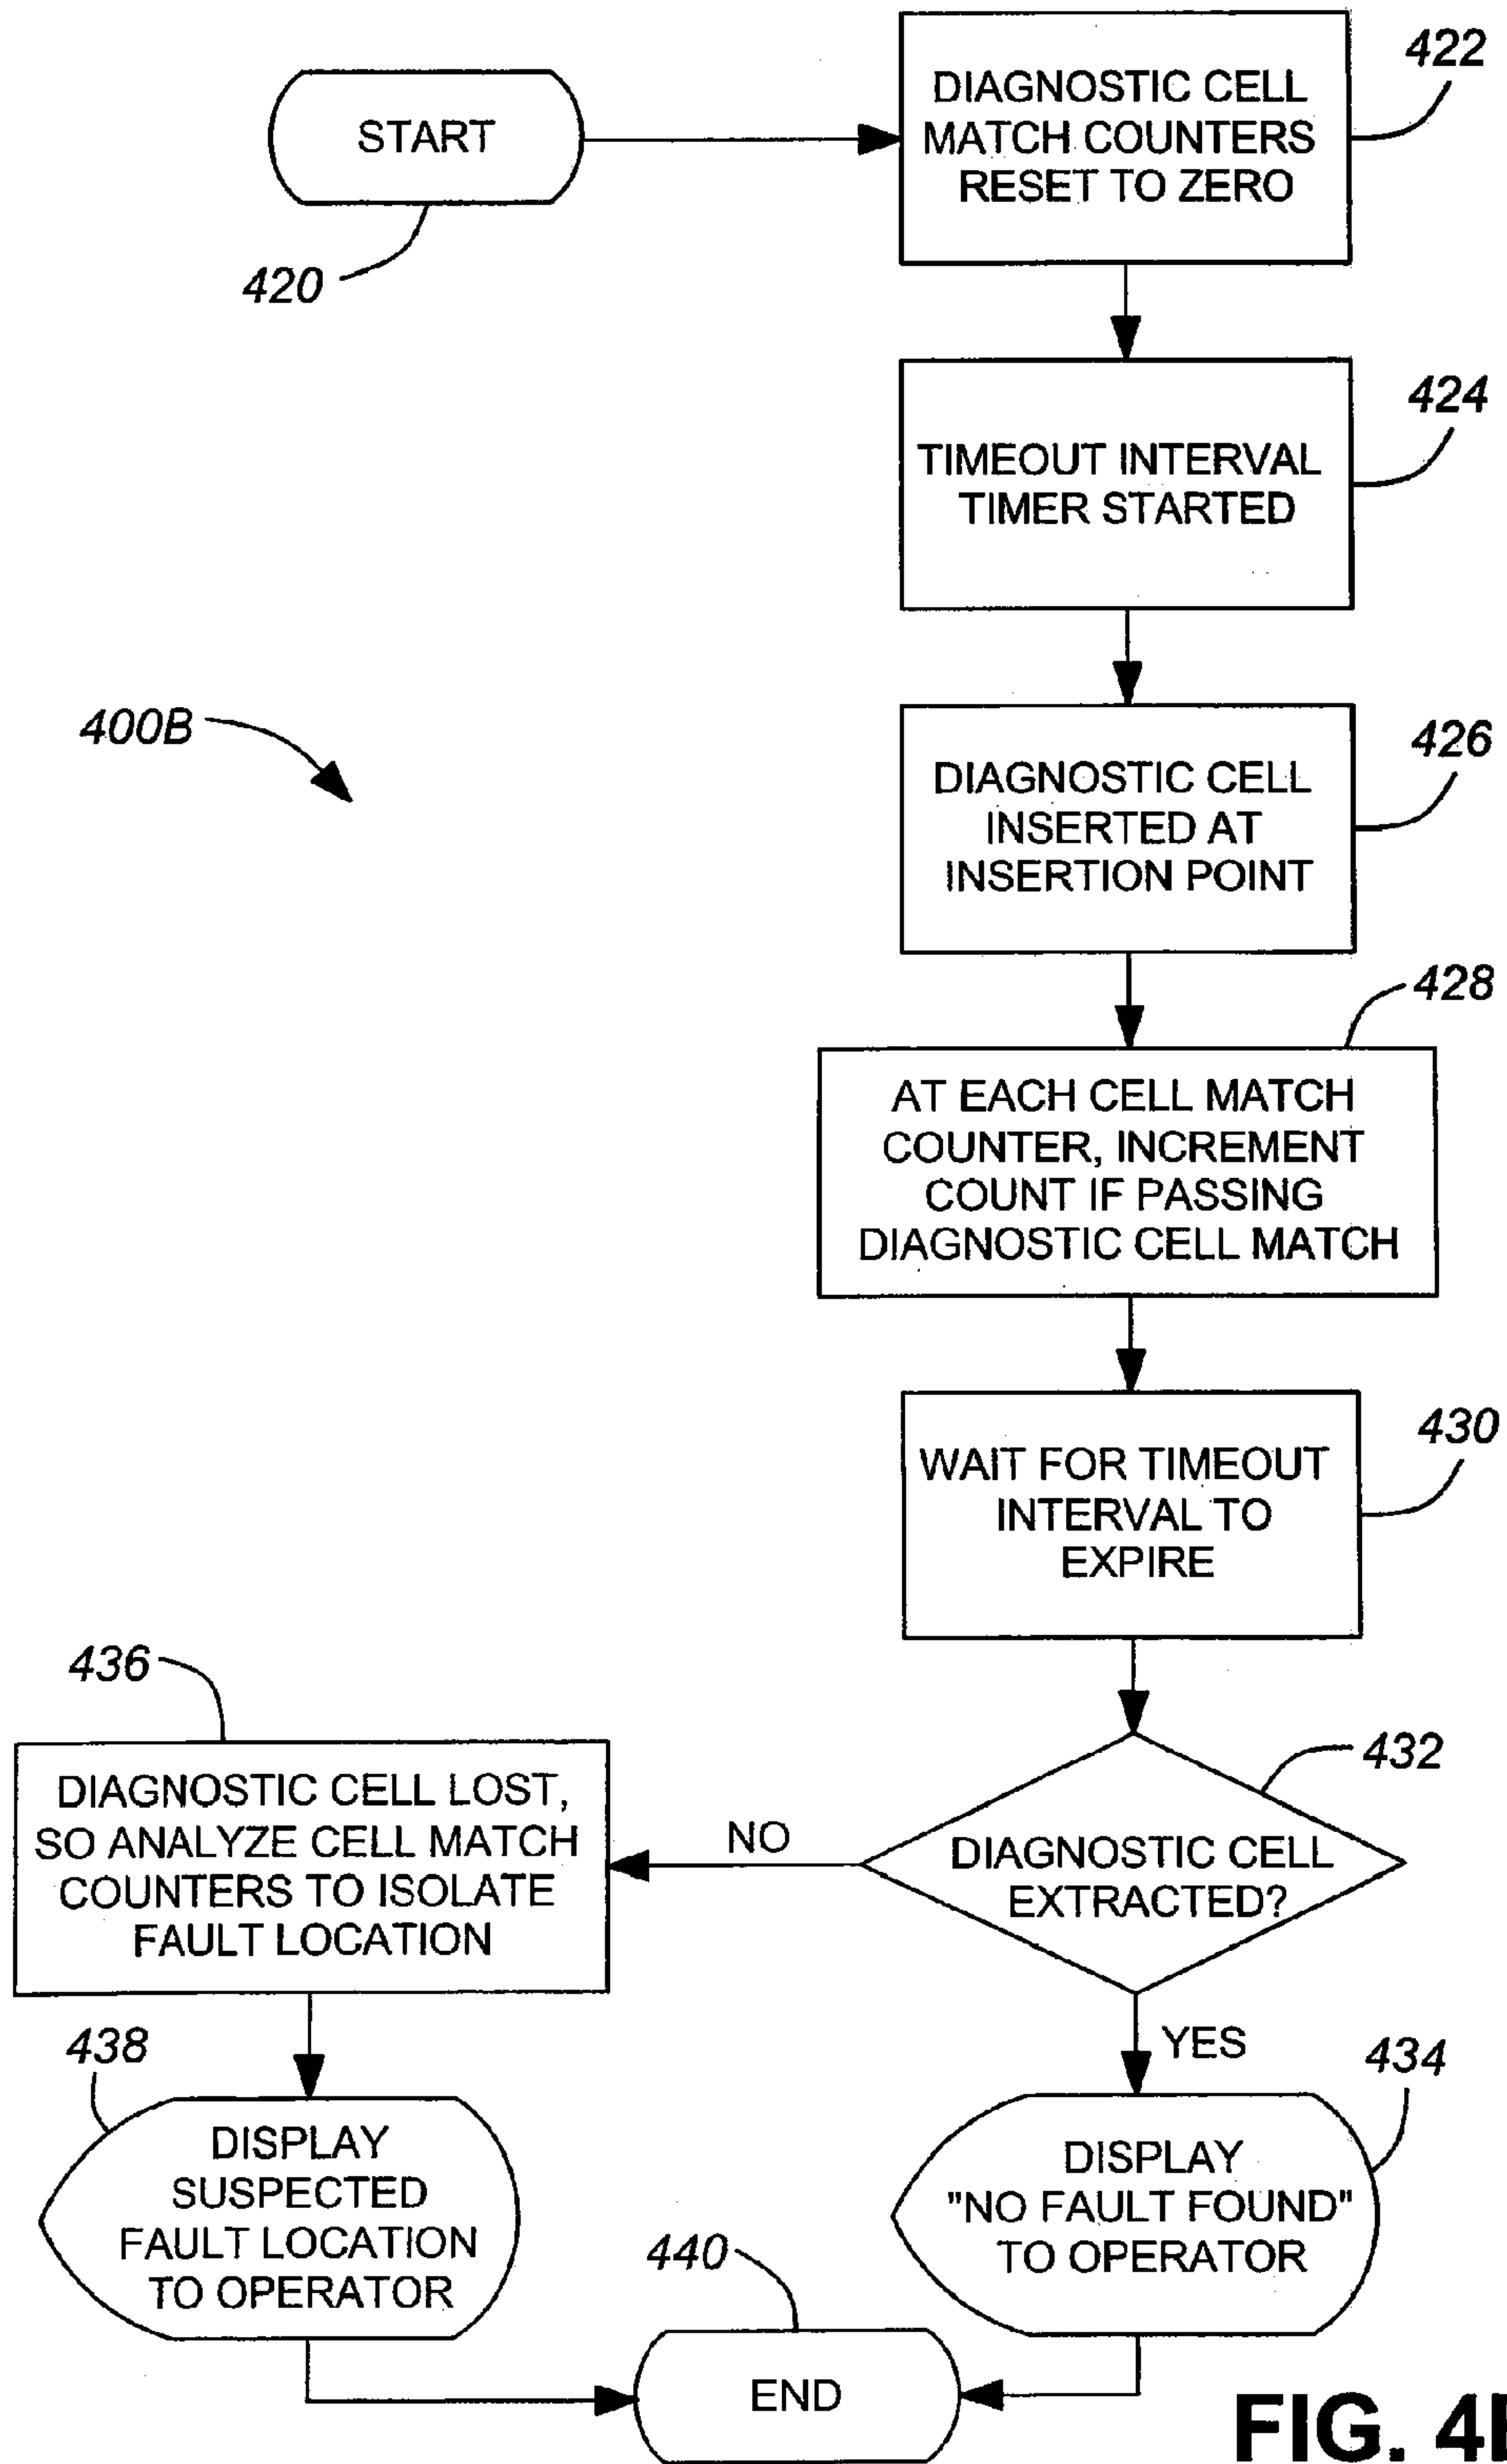 START
420
DIAGNOSTIC CELL
MATCH COUNTERS
RESET TO ZERO
422
TIMEOUT INTERVAL
TIMER STARTED
424
400B
DIAGNOSTIC CELL
INSERTED AT
INSERTION POINT
426
428
AT EACH CELL MATCH
COUNTER, INCREMENT
COUNT IF PASSING
DIAGNOSTIC CELL MATCH
WAIT FOR TIMEOUT
INTERVAL TO
EXPIRE
430
432
DIAGNOSTIC CELL
EXTRACTED?
NO
436
DIAGNOSTIC CELL LOST,
SO ANALYZE CELL MATCH
COUNTERS TO ISOLATE
FAULT LOCATION
YES
438
DISPLAY
SUSPECTED
FAULT LOCATION
TO OPERATOR
434
DISPLAY
"NO FAULT FOUND"
TO OPERATOR
440
END
FIG.